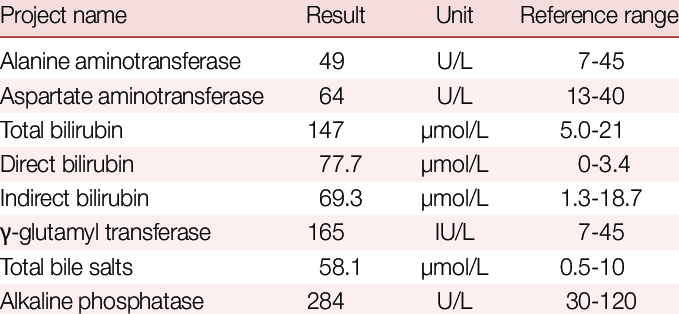 Project name Result Unit Reference range
Alanine aminotransferase 49 U/L 7-45
Aspartate aminotransferase 64 U/L 13-40
Total bilirubin 147 µmol/L 5.0-21
Direct bilirubin 77.7 µmol/L 0-3.4
Indirect bilirubin 69.3 µmol/L 1.3-18.7
γ-glutamyl transferase 165 IU/L 7-45
Total bile salts 58.1 µmol/L 0.5-10
Alkaline phosphatase 284 U/L 30-120